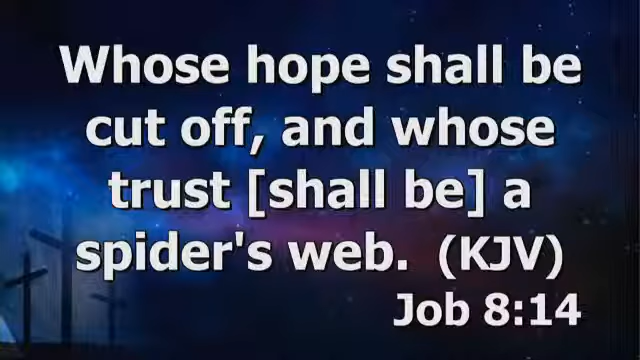 Whose hope shall be
cut off, and whose
trust [shall be] a
spider's web.  (KJV)
Job 8:14